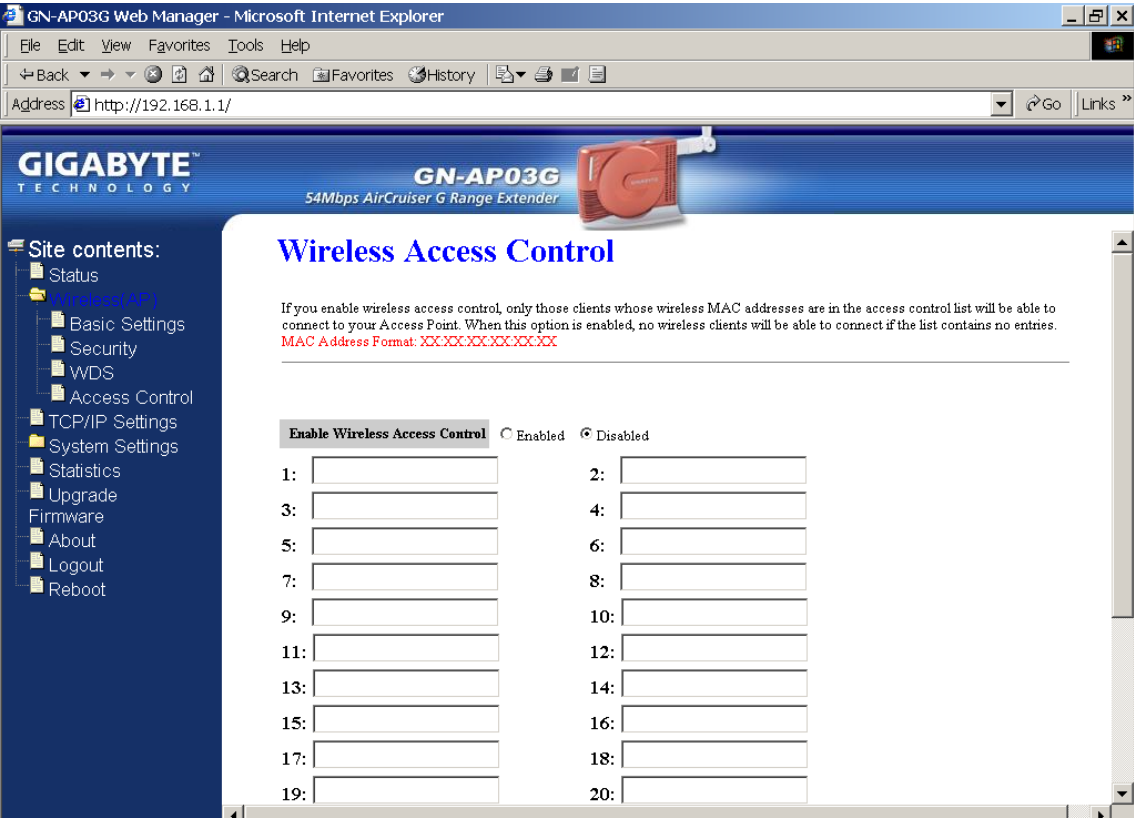 GN-AP03G Web Manager - Microsoft Internet Explorer
File Edit View Favorites Tools Help
Back Search Favorites History
Address http://192.168.1.1/ Go Links »
GIGABYTE™
TECHNOLOGY
GN-AP03G
54Mbps AirCruiser G Range Extender
Site contents:
Status
Wireless(AP)
Basic Settings
Security
WDS
Access Control
TCP/IP Settings
System Settings
Statistics
Upgrade
Firmware
About
Logout
Reboot
Wireless Access Control
If you enable wireless access control, only those clients whose wireless MAC addresses are in the access control list will be able to
connect to your Access Point. When this option is enabled, no wireless clients will be able to connect if the list contains no entries.
MAC Address Format: XX:XX:XX:XX:XX:XX
Enable Wireless Access Control Enabled Disabled
1: 2:
3: 4:
5: 6:
7: 8:
9: 10:
11: 12:
13: 14:
15: 16:
17: 18:
19: 20: